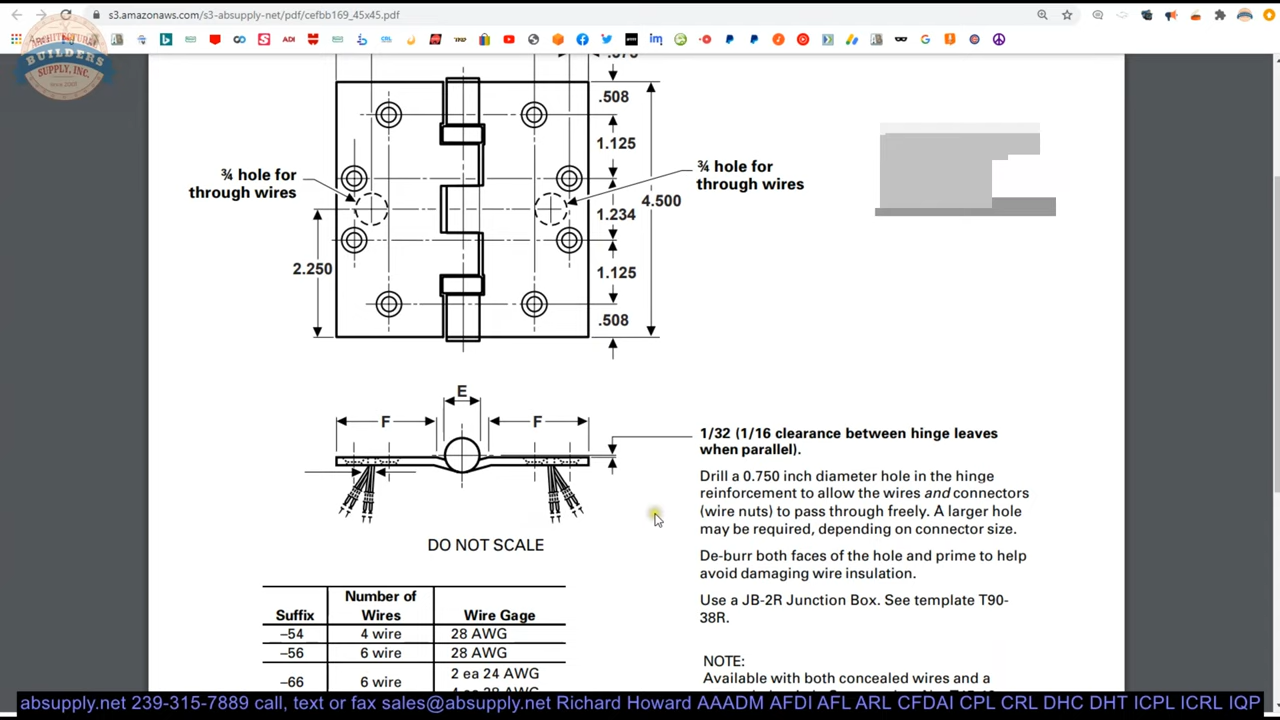 s3.amazonaws.com/s3-absupply-net/pdf/cefbb169_45x45.pdf
ARCHITECTURAL
BUILDERS
SUPPLY, INC.
since 2007
.508
1.125
¾ hole for
through wires
¾ hole for
through wires
4.500
1.234
2.250
1.125
.508
E
F
F
1/32 (1/16 clearance between hinge leaves
when parallel).
Drill a 0.750 inch diameter hole in the hinge
reinforcement to allow the wires and connectors
(wire nuts) to pass through freely. A larger hole
may be required, depending on connector size.
DO NOT SCALE
De-burr both faces of the hole and prime to help
avoid damaging wire insulation.
Use a JB-2R Junction Box. See template T90-
38R.
Suffix Number of Wires Wire Gage
–54 4 wire 28 AWG
–56 6 wire 28 AWG
–66 6 wire 2 ea 24 AWG
NOTE:
Available with both concealed wires and a
absupply.net 239-315-7889 call, text or fax sales@absupply.net Richard Howard AAADM AFDI AFL ARL CFDAI CPL CRL DHC DHT ICPL ICRL IQP